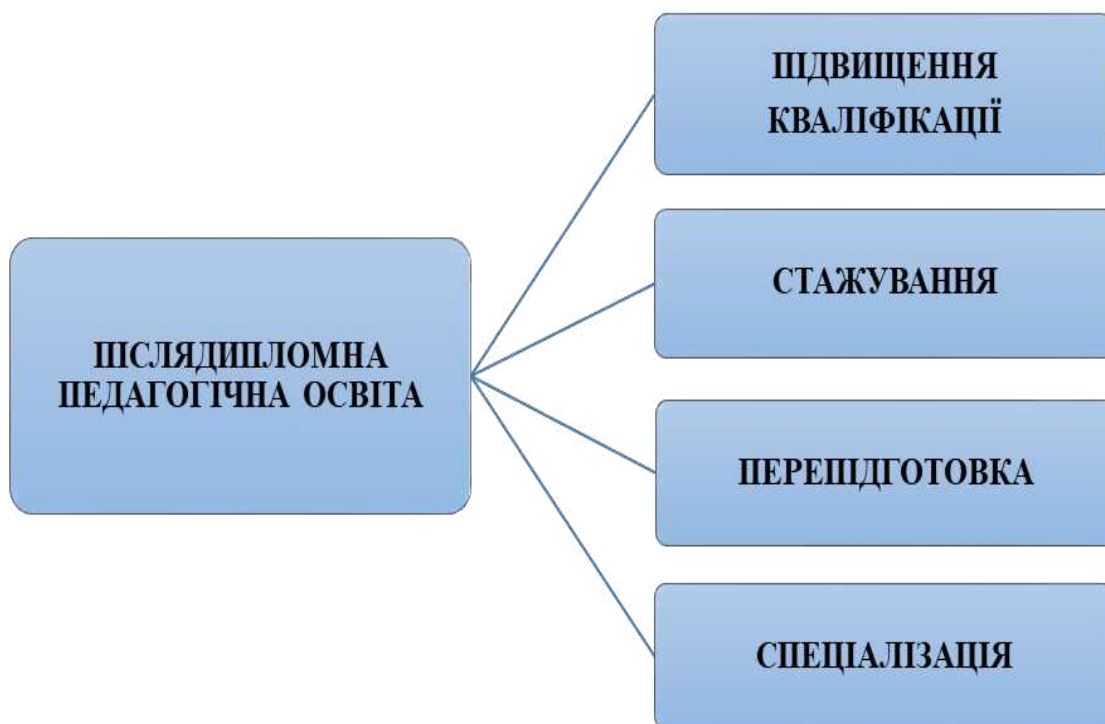 ПІСЛЯДИПЛОМНА
ПЕДАГОГІЧНА ОСВІТА
ПІДВИЩЕННЯ
КВАЛІФІКАЦІЇ
СТАЖУВАННЯ
ПЕРЕПІДГОТОВКА
СПЕЦІАЛІЗАЦІЯ